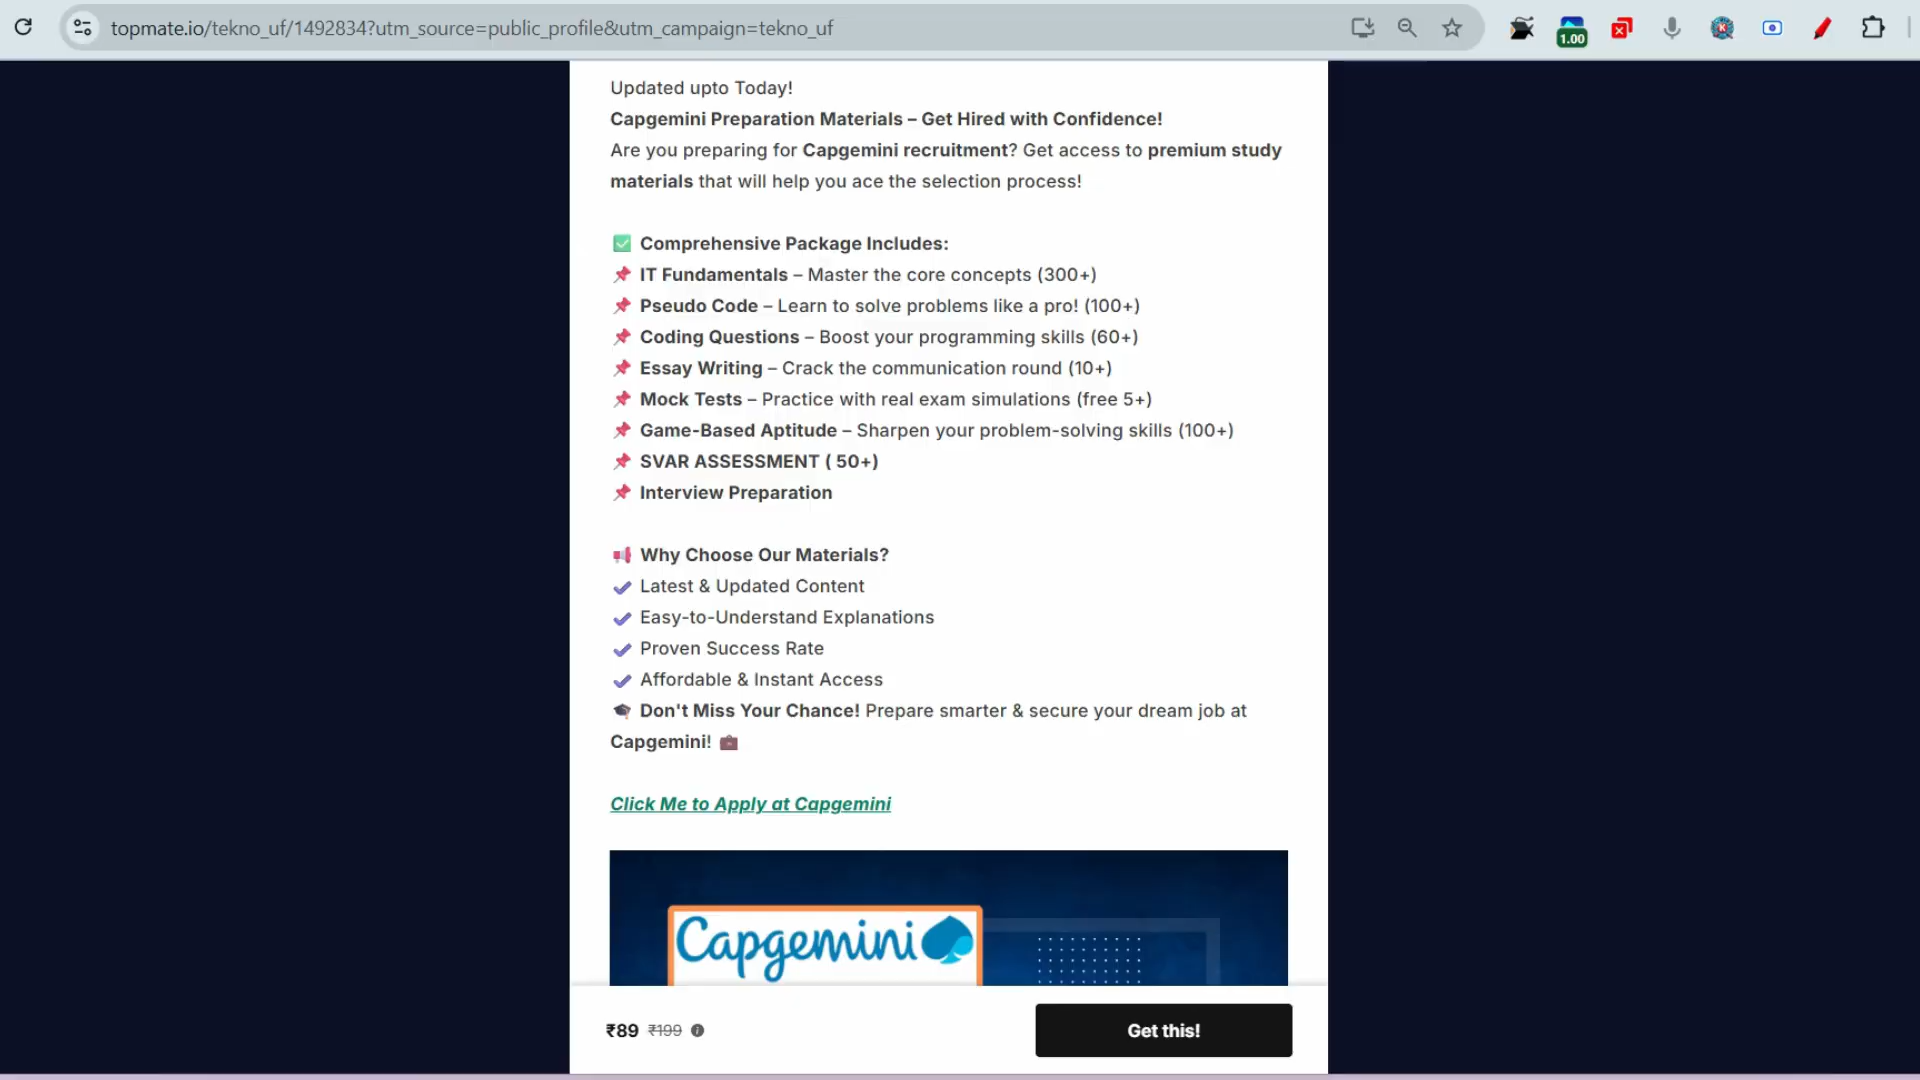 topmate.io/tekno_uf/1492834?utm_source=public_profile&utm_campaign=tekno_uf
1.00
Updated upto Today!
Capgemini Preparation Materials – Get Hired with Confidence!
Are you preparing for Capgemini recruitment? Get access to premium study
materials that will help you ace the selection process!
✅ Comprehensive Package Includes:
📌 IT Fundamentals – Master the core concepts (300+)
📌 Pseudo Code – Learn to solve problems like a pro! (100+)
📌 Coding Questions – Boost your programming skills (60+)
📌 Essay Writing – Crack the communication round (10+)
📌 Mock Tests – Practice with real exam simulations (free 5+)
📌 Game-Based Aptitude – Sharpen your problem-solving skills (100+)
📌 SVAR ASSESSMENT ( 50+)
📌 Interview Preparation
📢 Why Choose Our Materials?
✔ Latest & Updated Content
✔ Easy-to-Understand Explanations
✔ Proven Success Rate
✔ Affordable & Instant Access
🎓 Don't Miss Your Chance! Prepare smarter & secure your dream job at
Capgemini! 💼
Click Me to Apply at Capgemini
Capgemini
₹89 ₹199
Get this!